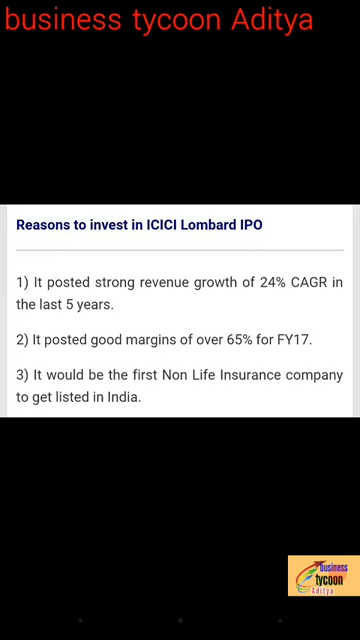 business tycoon Aditya
Reasons to invest in ICICI Lombard IPO
1) It posted strong revenue growth of 24% CAGR in
the last 5 years.
2) It posted good margins of over 65% for FY17.
3) It would be the first Non Life Insurance company
to get listed in India.
business
tycoon
Aditya